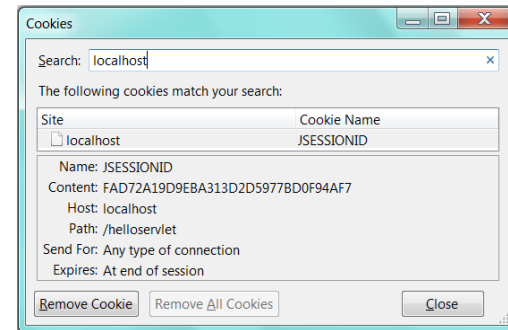 Cookies
Search: localhost
The following cookies match your search:
Site Cookie Name
localhost JSESSIONID
Name: JSESSIONID
Content: FAD72A19D9EBA313D2D5977BD0F94AF7
Host: localhost
Path: /helloservlet
Send For: Any type of connection
Expires: At end of session
Remove Cookie Remove All Cookies Close